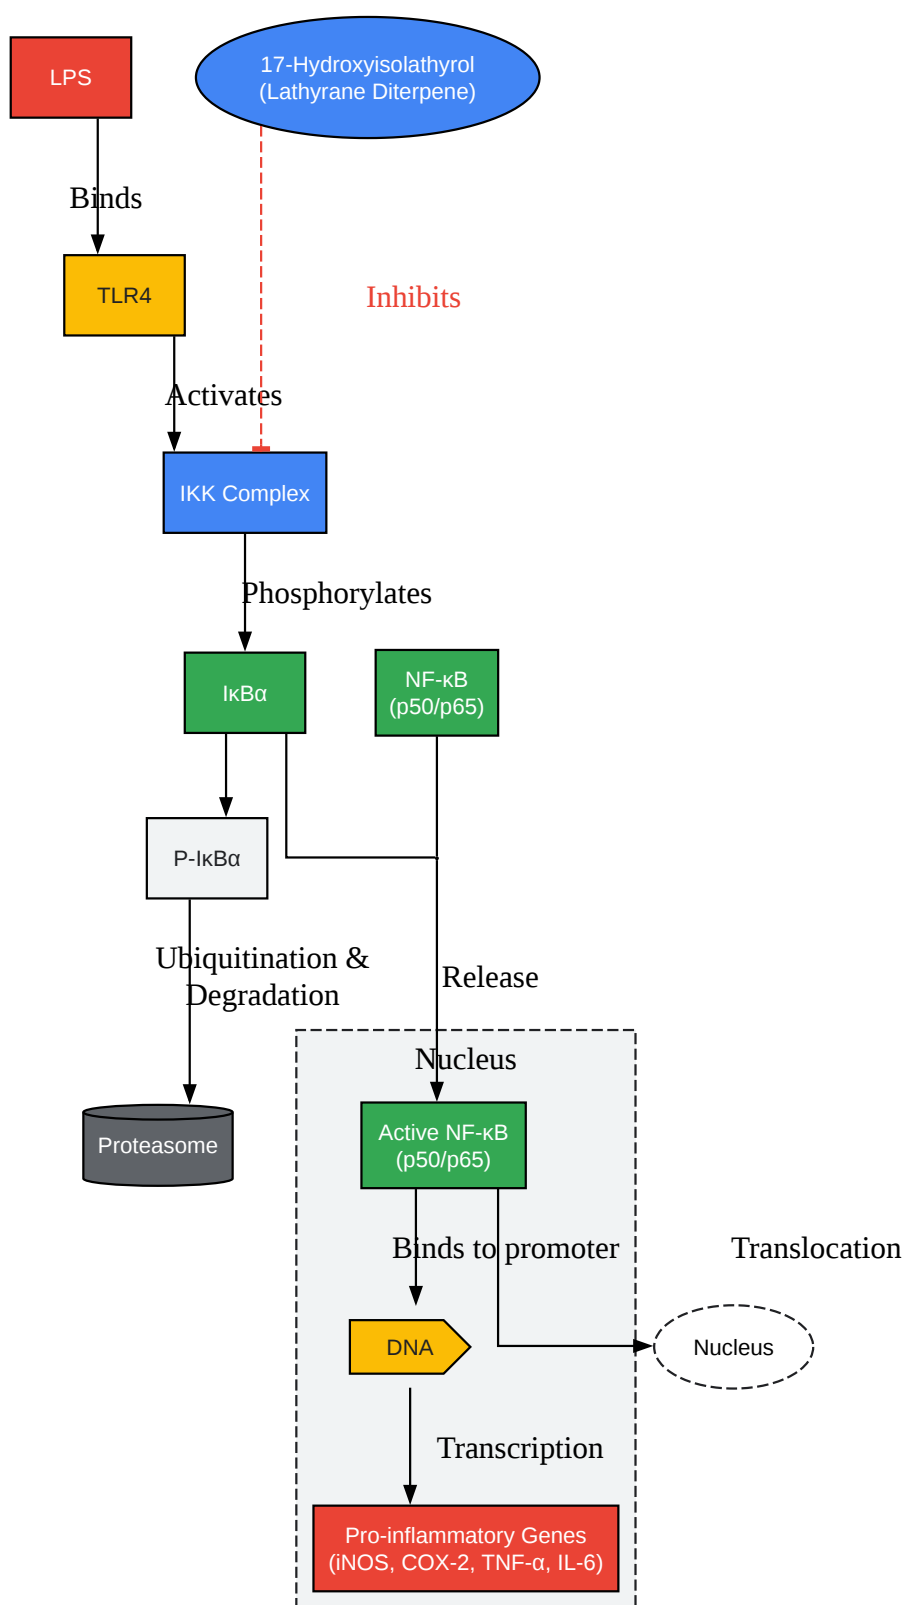 LPS
17-Hydroxyisolathyrol
(Lathyrane Diterpene)
Binds
TLR4
Inhibits
Activates
IKK Complex
Phosphorylates
IκBα
NF-κB
(p50/p65)
P-IκBα
Ubiquitination &
Degradation
Release
Nucleus
Proteasome
Active NF-κB
(p50/p65)
Binds to promoter
Translocation
DNA
Nucleus
Transcription
Pro-inflammatory Genes
(iNOS, COX-2, TNF-α, IL-6)